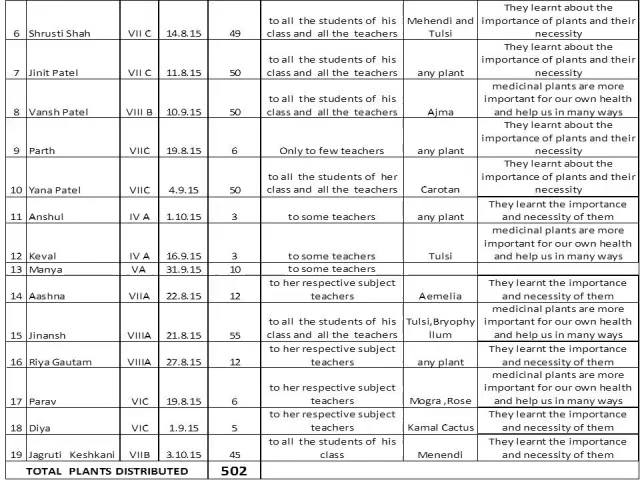 They learnt about the
to all the students of his Mehendi and importance of plants and their
6 Shrusti Shah VII C 14.8.15 49 class and all the teachers Tulsi necessity
They learnt about the
to all the students of his importance of plants and their
7 Jinit Patel VII C 11.8.15 50 class and all the teachers any plant necessity
medicinal plants are more
to all the students of his important for our own health
8 Vansh Patel VIII B 10.9.15 50 class and all the teachers Ajma and help us in many ways
They learnt about the
importance of plants and their
9 Parth VIIC 19.8.15 6 Only to few teachers any plant necessity
They learnt about the
to all the students of her importance of plants and their
10 Yana Patel VIIC 4.9.15 50 class and all the teachers Carotan necessity
They learnt the importance
11 Anshul IV A 1.10.15 3 to some teachers any plant and necessity of them
medicinal plants are more
important for our own health
12 Keval IV A 16.9.15 3 to some teachers Tulsi and help us in many ways
13 Manya VA 31.9.15 10 to some teachers
to her respective subject They learnt the importance
14 Aashna VIIA 22.8.15 12 teachers Aemelia and necessity of them
medicinal plants are more
to all the students of his Tulsi,Bryophy important for our own health
15 Jinansh VIIIA 21.8.15 55 class and all the teachers llum and help us in many ways
to her respective subject They learnt the importance
16 Riya Gautam VIIIA 27.8.15 12 teachers any plant and necessity of them
medicinal plants are more
to her respective subject important for our own health
17 Parav VIC 19.8.15 6 teachers Mogra ,Rose and help us in many ways
to her respective subject They learnt the importance
18 Diya VIC 1.9.15 5 teachers Kamal Cactus and necessity of them
to all the students of his They learnt the importance
19 Jagruti Keshkani VIIB 3.10.15 45 class Menendi and necessity of them
TOTAL PLANTS DISTRIBUTED 502